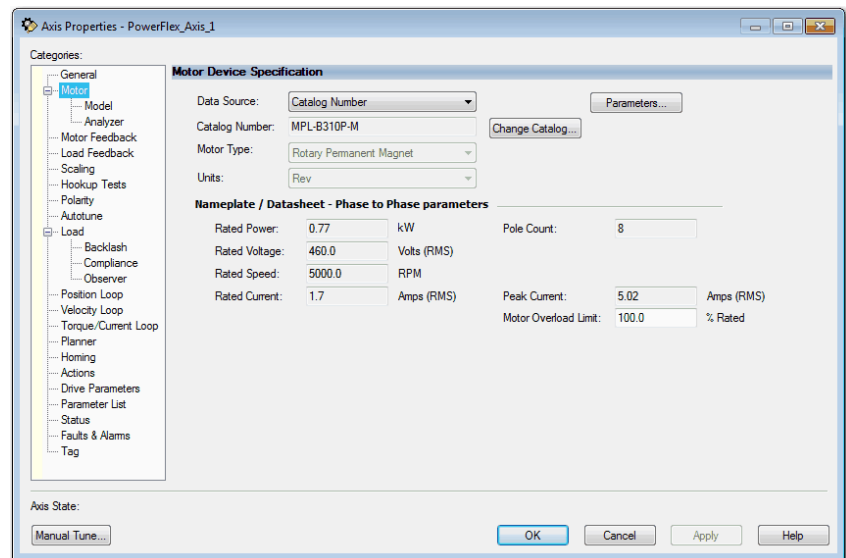 Axis Properties - PowerFlex_Axis_1
Categories:
General
Motor
Model
Analyzer
Motor Feedback
Load Feedback
Scaling
Hookup Tests
Polarity
Autotune
Load
Backlash
Compliance
Observer
Position Loop
Velocity Loop
Torque/Current Loop
Planner
Homing
Actions
Drive Parameters
Parameter List
Status
Faults & Alarms
Tag
Motor Device Specification
Data Source: Catalog Number Parameters...
Catalog Number: MPL-B310P-M Change Catalog...
Motor Type: Rotary Permanent Magnet
Units: Rev
Nameplate / Datasheet - Phase to Phase parameters
Rated Power: 0.77 kW Pole Count: 8
Rated Voltage: 460.0 Volts (RMS)
Rated Speed: 5000.0 RPM
Rated Current: 1.7 Amps (RMS) Peak Current: 5.02 Amps (RMS)
Motor Overload Limit: 100.0 % Rated
Axis State:
Manual Tune... OK Cancel Apply Help